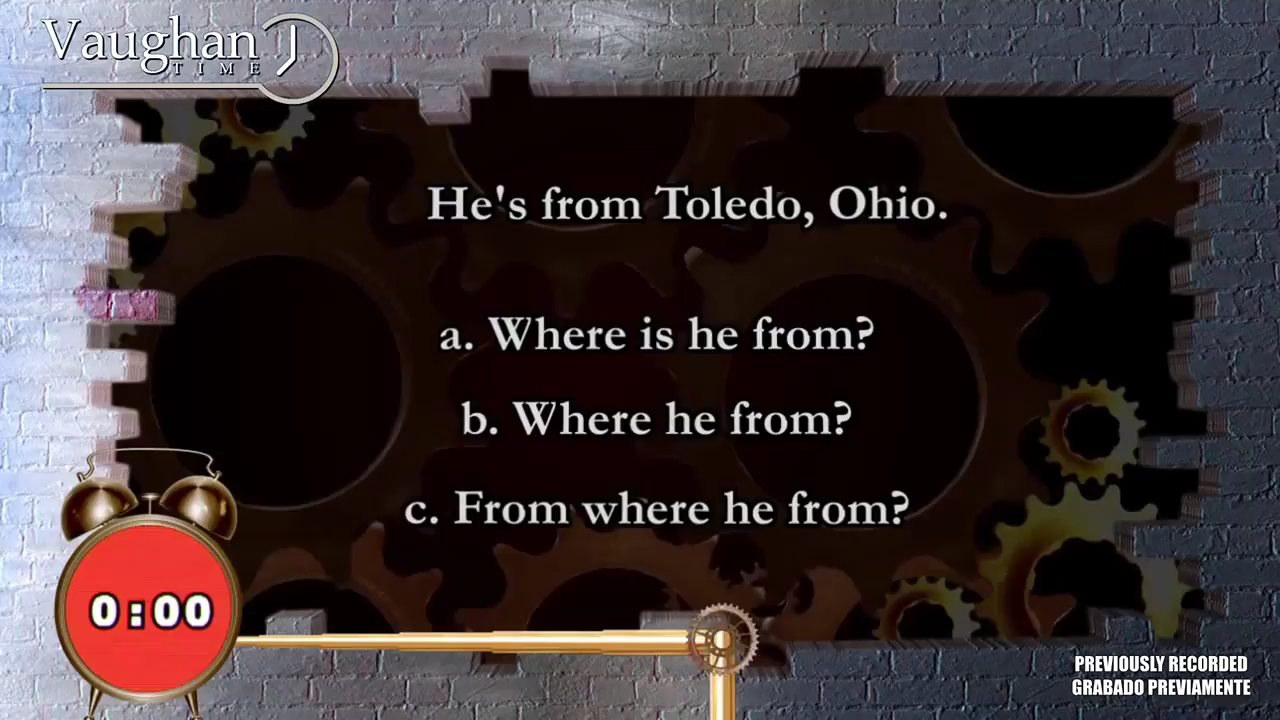 Vaughan
TIME
He's from Toledo, Ohio.
a. Where is he from?
b. Where he from?
c. From where he from?
0:00
PREVIOUSLY RECORDED
GRABADO PREVIAMENTE